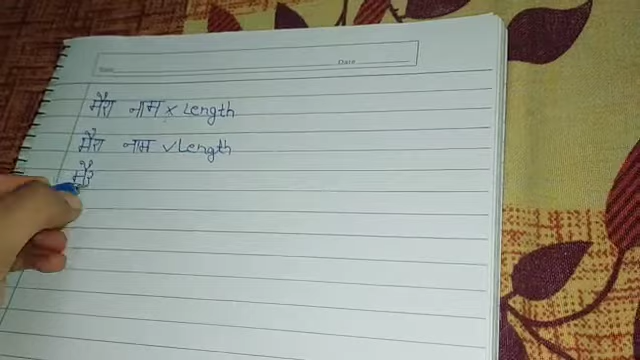 Date
मेरा नाम x Length
मेरा नाम ✓ Length
मेरे